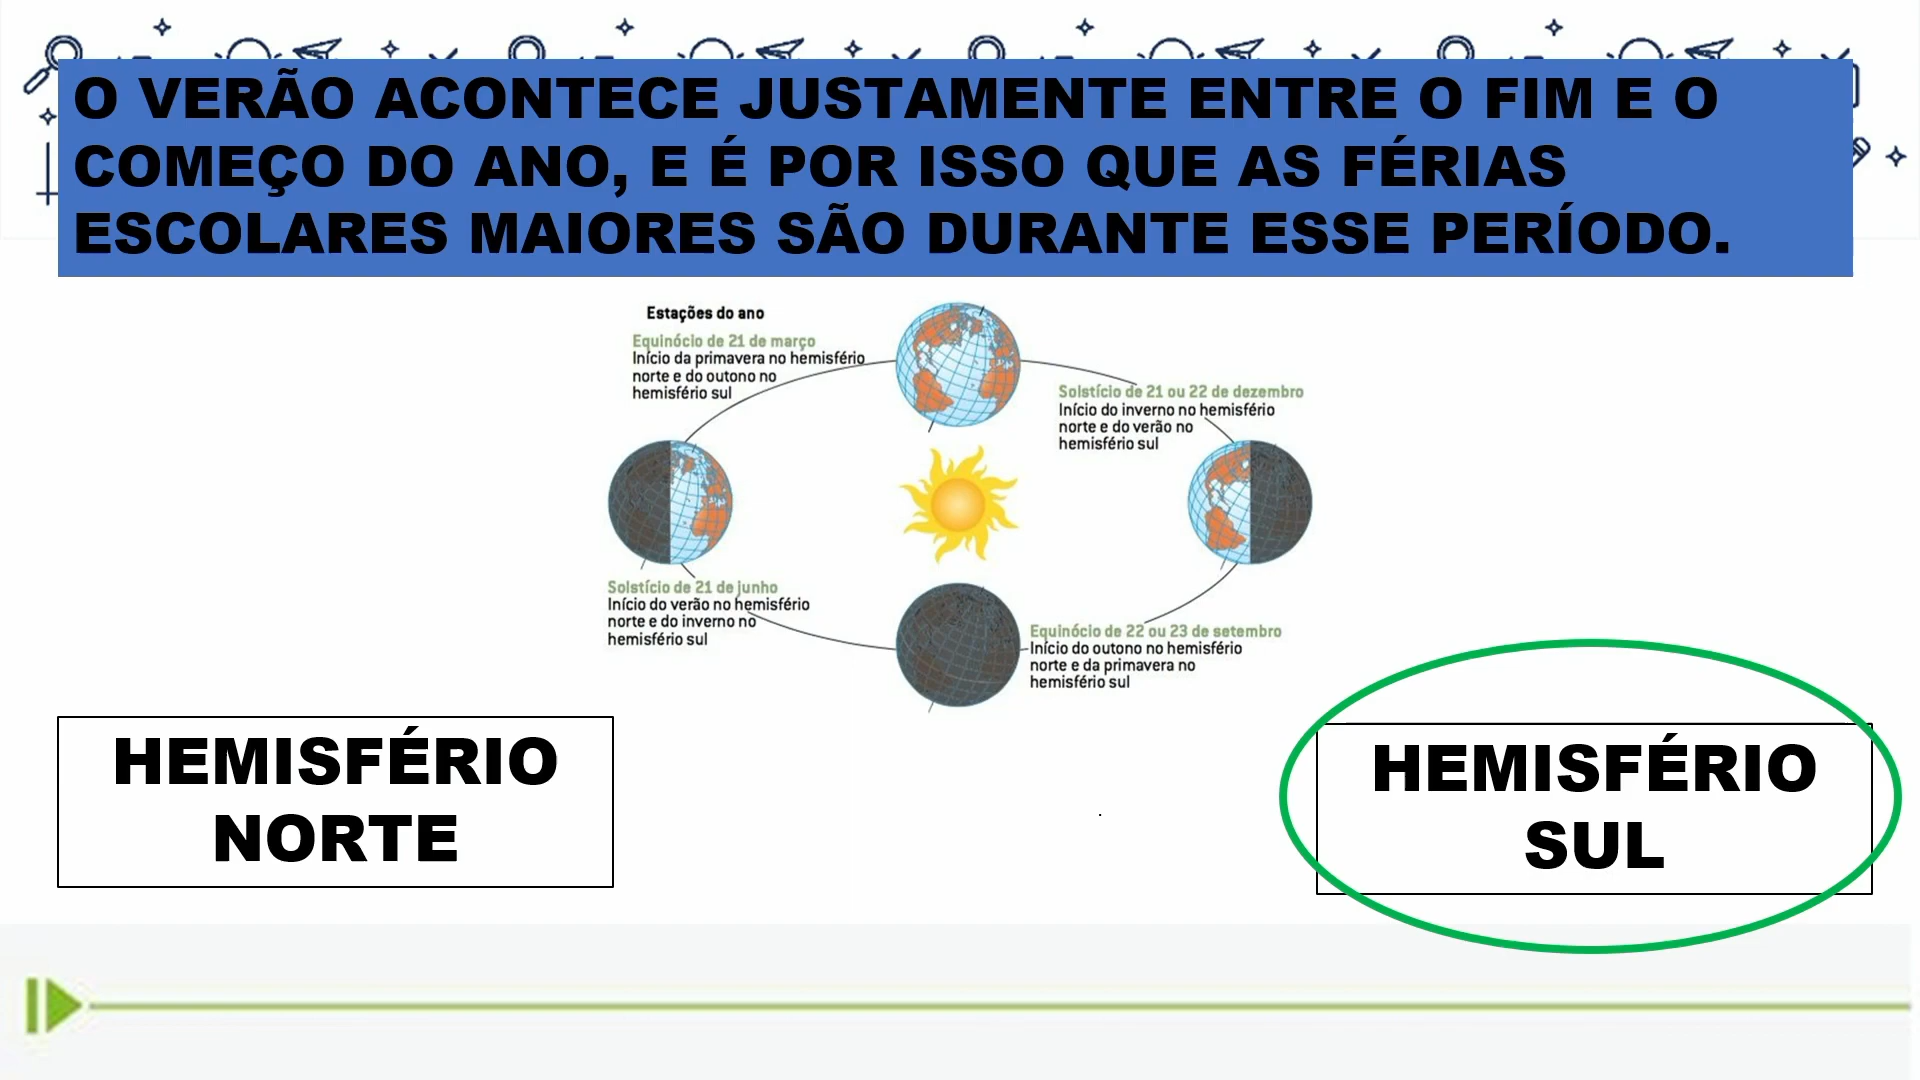 O VERÃO ACONTECE JUSTAMENTE ENTRE O FIM E O
COMEÇO DO ANO, E É POR ISSO QUE AS FÉRIAS
ESCOLARES MAIORES SÃO DURANTE ESSE PERÍODO.
Estações do ano
Equinócio de 21 de março
Início da primavera no hemisfério
norte e do outono no
hemisfério sul
Solstício de 21 ou 22 de dezembro
Início do inverno no hemisfério
norte e do verão no
hemisfério sul
Solstício de 21 de junho
Início do verão no hemisfério
norte e do inverno no
hemisfério sul
Equinócio de 22 ou 23 de setembro
Início do outono no hemisfério
norte e da primavera no
hemisfério sul
HEMISFÉRIO
NORTE
HEMISFÉRIO
SUL